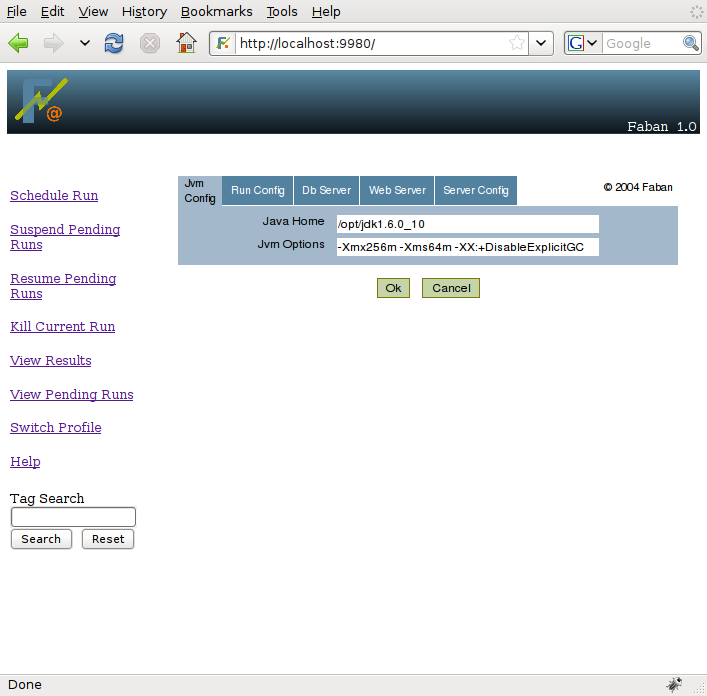 File Edit View History Bookmarks Tools Help
http://localhost:9980/
G Google
@
Faban 1.0
Schedule Run
Suspend Pending
Runs
Resume Pending
Runs
Kill Current Run
View Results
View Pending Runs
Switch Profile
Help
Tag Search
Search Reset
Jvm
Config
Run Config Db Server Web Server Server Config
© 2004 Faban
Java Home /opt/jdk1.6.0_10
Jvm Options -Xmx256m -Xms64m -XX:+DisableExplicitGC
Ok Cancel
Done